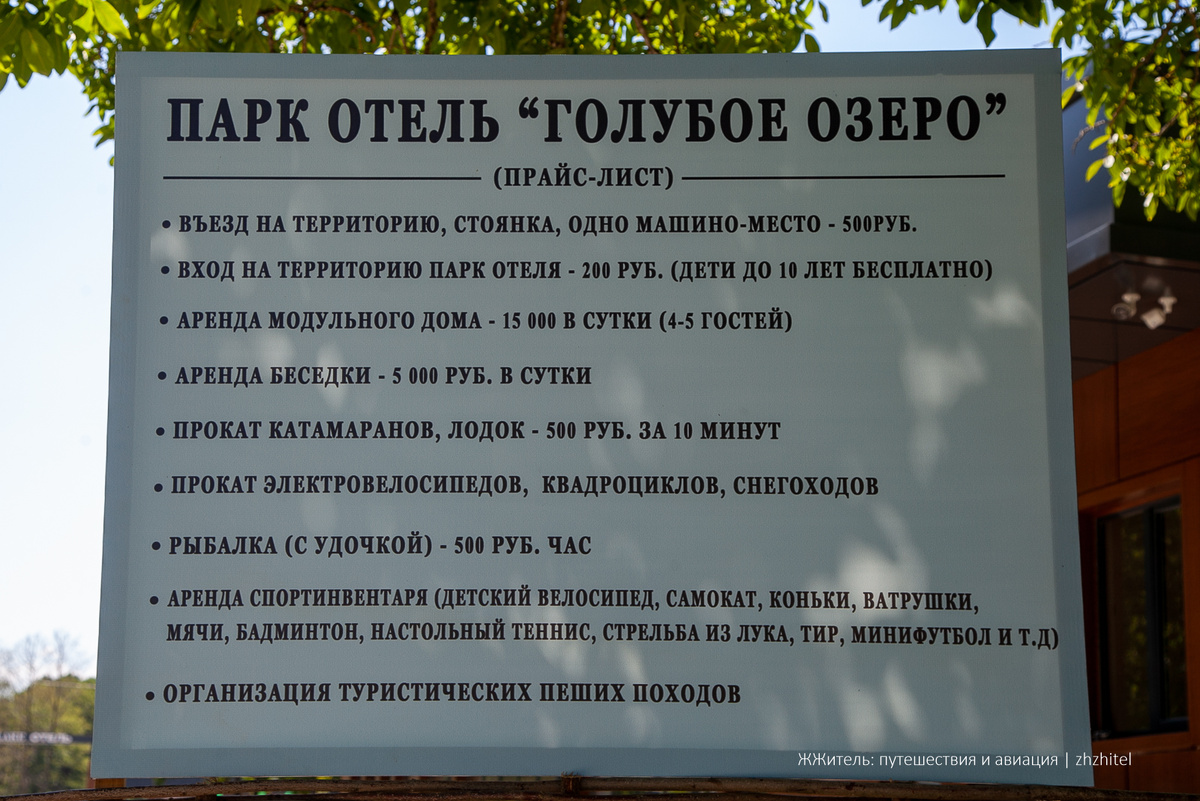 ПАРК ОТЕЛЬ “ГОЛУБОЕ ОЗЕРО”
(ПРАЙС-ЛИСТ)
• ВЪЕЗД НА ТЕРРИТОРИЮ, СТОЯНКА, ОДНО МАШИНО-МЕСТО - 500РУБ.
• ВХОД НА ТЕРРИТОРИЮ ПАРК ОТЕЛЯ - 200 РУБ. (ДЕТИ ДО 10 ЛЕТ БЕСПЛАТНО)
• АРЕНДА МОДУЛЬНОГО ДОМА - 15 000 В СУТКИ (4-5 ГОСТЕЙ)
• АРЕНДА БЕСЕДКИ - 5 000 РУБ. В СУТКИ
• ПРОКАТ КАТАМАРАНОВ, ЛОДОК - 500 РУБ. ЗА 10 МИНУТ
• ПРОКАТ ЭЛЕКТРОВЕЛОСИПЕДОВ, КВАДРОЦИКЛОВ, СНЕГОХОДОВ
• РЫБАЛКА (С УДОЧКОЙ) - 500 РУБ. ЧАС
• АРЕНДА СПОРТИНВЕНТАРЯ (ДЕТСКИЙ ВЕЛОСИПЕД, САМОКАТ, КОНЬКИ, ВАТРУШКИ,
МЯЧИ, БАДМИНТОН, НАСТОЛЬНЫЙ ТЕННИС, СТРЕЛЬБА ИЗ ЛУКА, ТИР, МИНИФУТБОЛ И Т.Д)
• ОРГАНИЗАЦИЯ ТУРИСТИЧЕСКИХ ПЕШИХ ПОХОДОВ
ЖЖитель: путешествия и авиация | zhzhitel